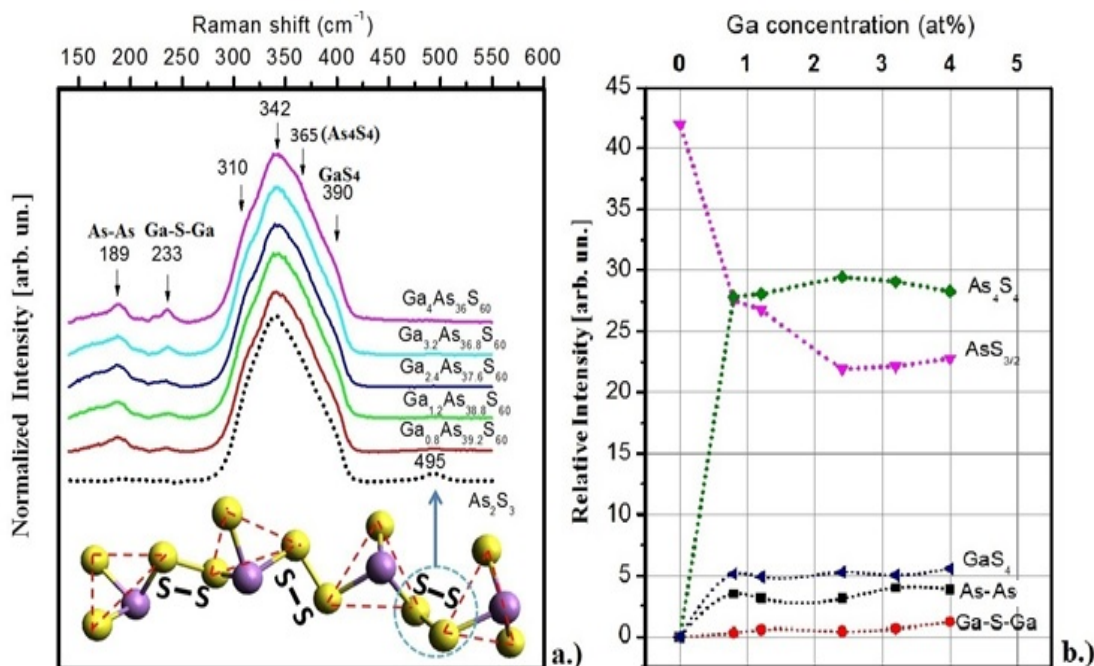 Raman shift (cm⁻¹)
150 200 250 300 350 400 450 500 550 600
342
365 (As₄S₄)
310
GaS₄
390
As-As
189
Ga-S-Ga
233
Ga₄As₃₆S₆₀
Ga₃.₂As₃₆.₈S₆₀
Ga₂.₄As₃₇.₆S₆₀
Ga₁.₂As₃₈.₈S₆₀
Ga₀.₈As₃₉.₂S₆₀
495
As₂S₃
S–S
S–S
S–S
Normalized Intensity [arb. un.]
a.)
Ga concentration (at%)
0 1 2 3 4 5
45
40
35
30
25
20
15
10
5
0
Relative Intensity [arb. un.]
As₄S₄
AsS₃/₂
GaS₄
As-As
Ga-S-Ga
b.)